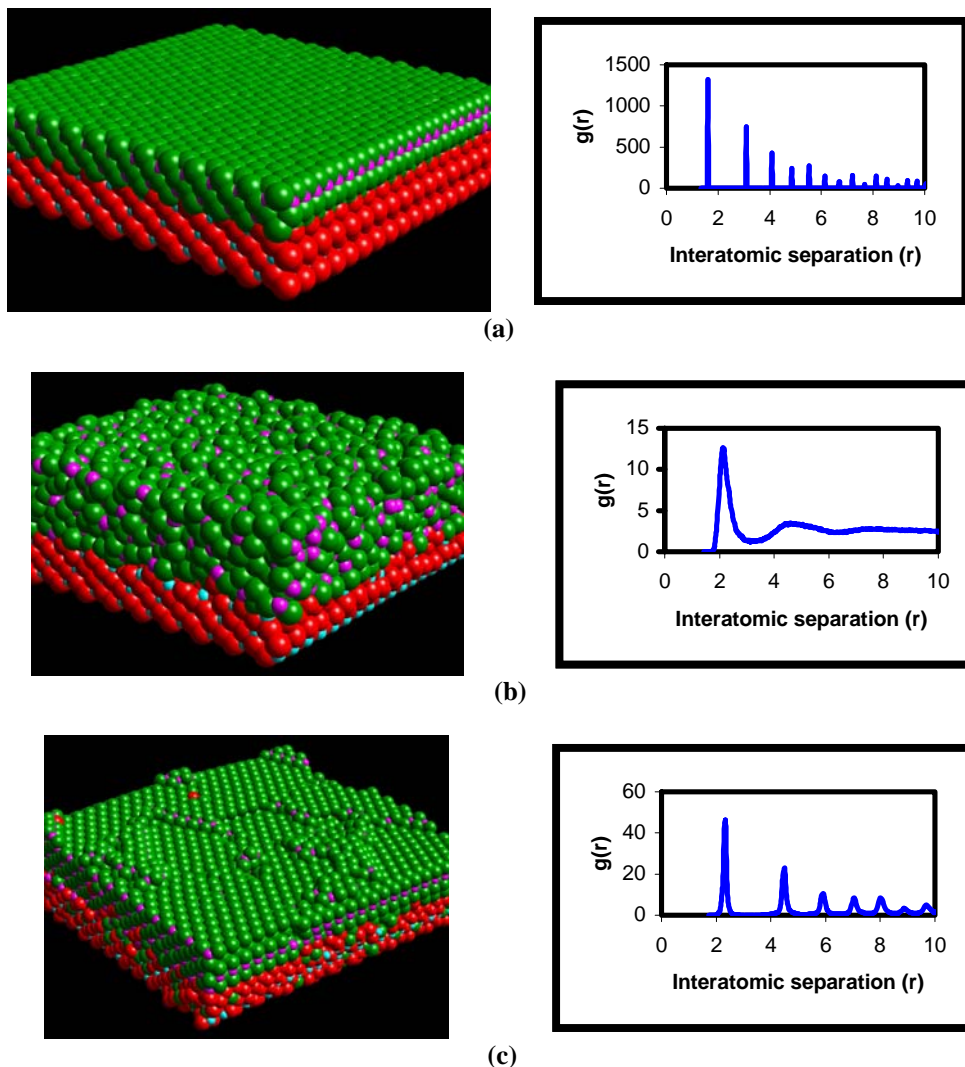 1500
1000
500
0
g(r)
0 2 4 6 8 10
Interatomic separation (r)
(a)
15
10
5
0
g(r)
0 2 4 6 8 10
Interatomic separation (r)
(b)
60
40
20
0
g(r)
0 2 4 6 8 10
Interatomic separation (r)
(c)